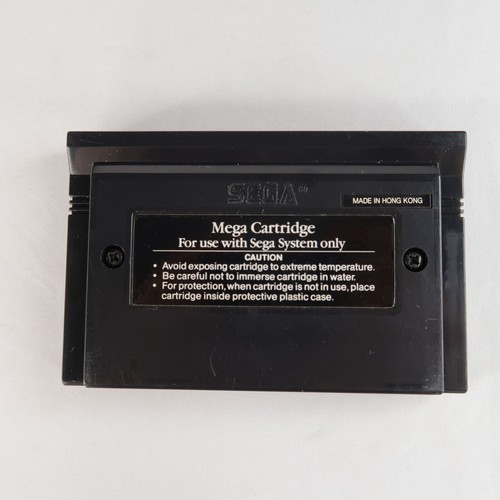 SEGA®
MADE IN HONG KONG
Mega Cartridge
For use with Sega System only
CAUTION
• Avoid exposing cartridge to extreme temperature.
• Be careful not to immerse cartridge in water.
• For protection, when cartridge is not in use, place
cartridge inside protective plastic case.